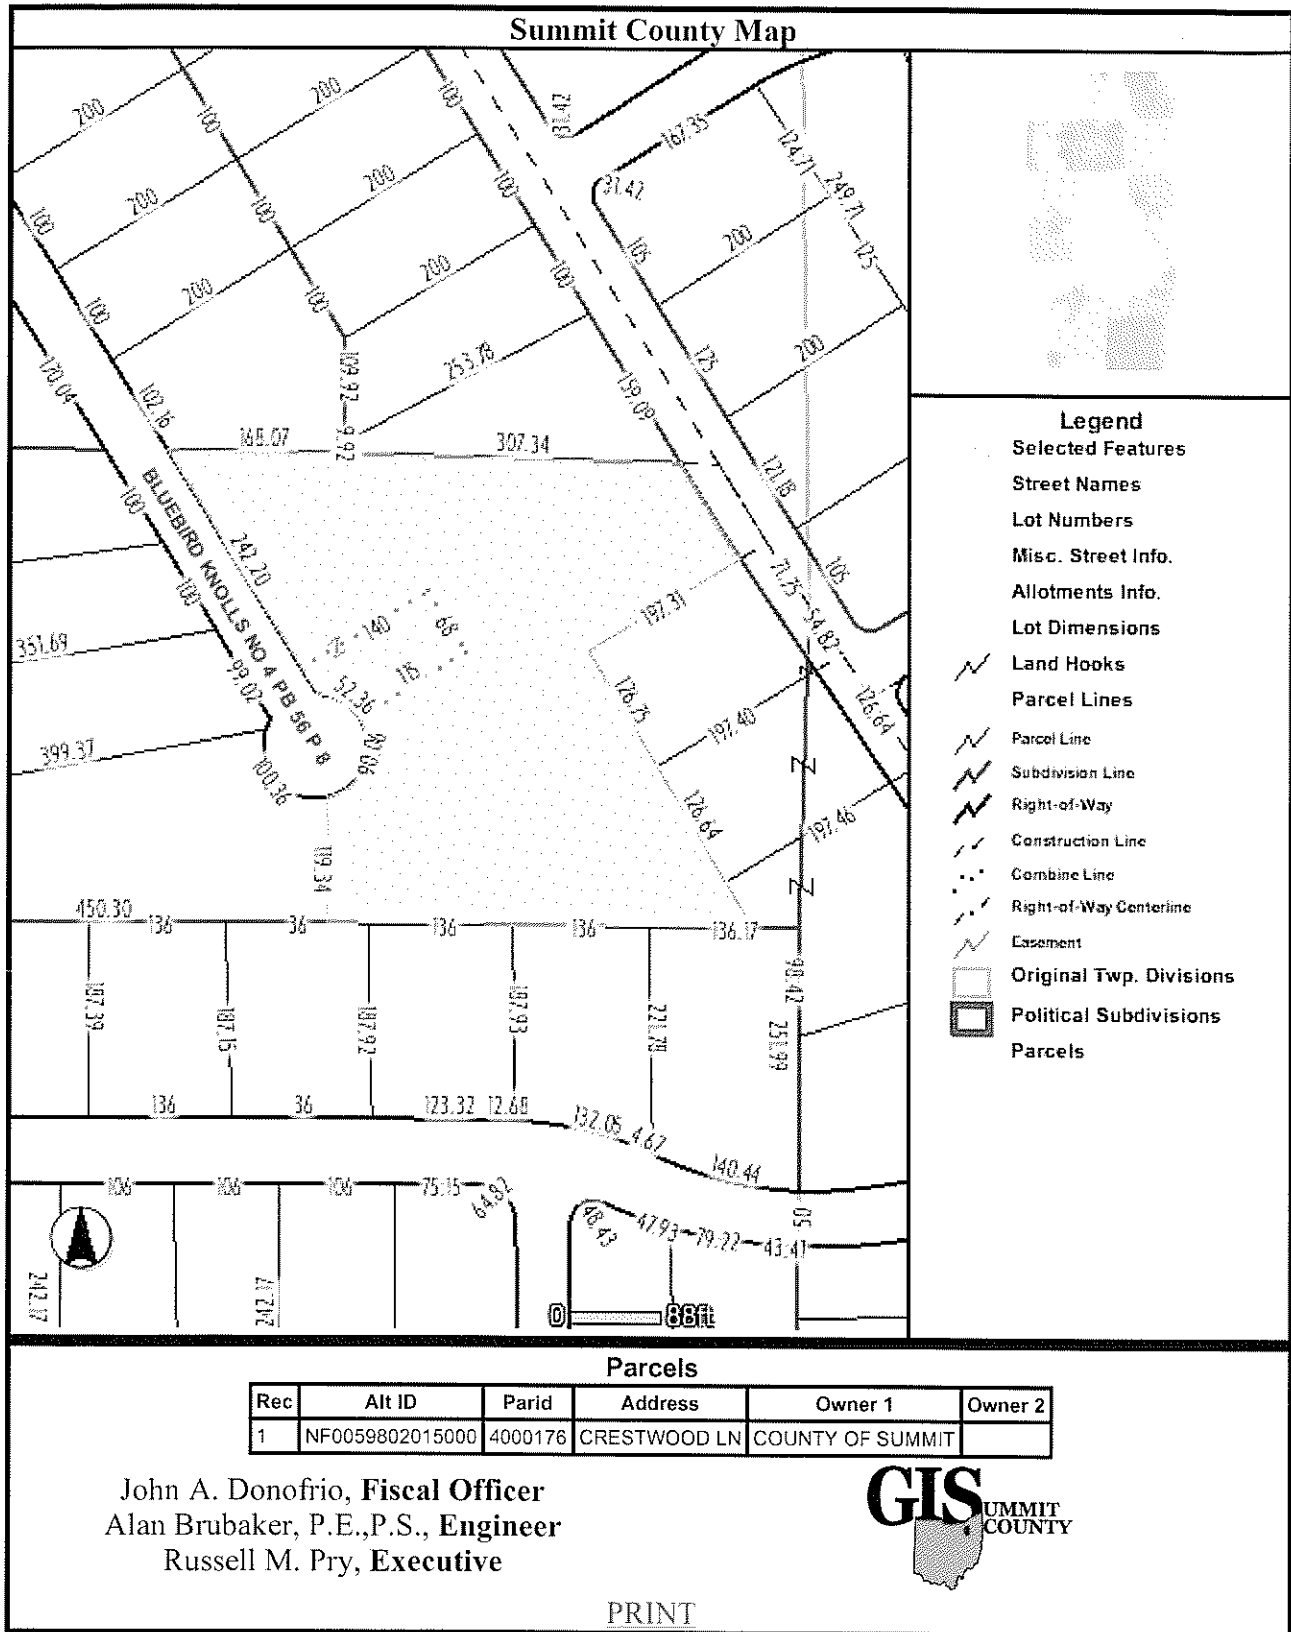 Summit County Map
200
200
100
100
31.42
167.35
124.71
249.71
200
200
100
100
37.42
100
200
200
105
200
125
100
200
100
100
109.92
253.78
125
200
170.04
102.16
159.09
168.07
9.92
307.34
121.18
BLUEBIRD KNOLLS NO 4 PB 56 P 8
100
242.20
71.75
105
100
140
68
197.31
54.82
351.69
99.02
52.36
115
126.75
197.40
126.64
399.37
100.36
90.06
126.64
197.46
119.34
450.30
136
36
136
136
136.17
187.39
187.15
187.92
187.93
221.78
98.42
251.99
136
36
123.32
12.68
132.05
4.67
140.44
106
106
106
75.15
64.82
48.43
47.93
79.22
43.41
50
242.17
242.17
0
88ft
Legend
Selected Features
Street Names
Lot Numbers
Misc. Street Info.
Allotments Info.
Lot Dimensions
Land Hooks
Parcel Lines
Parcel Line
Subdivision Line
Right-of-Way
Construction Line
Combine Line
Right-of-Way Centerline
Easement
Original Twp. Divisions
Political Subdivisions
Parcels
Parcels
Rec Alt ID Parid Address Owner 1 Owner 2
1 NF0059802015000 4000176 CRESTWOOD LN COUNTY OF SUMMIT
John A. Donofrio, Fiscal Officer
Alan Brubaker, P.E.,P.S., Engineer
Russell M. Pry, Executive
GIS SUMMIT
COUNTY
PRINT